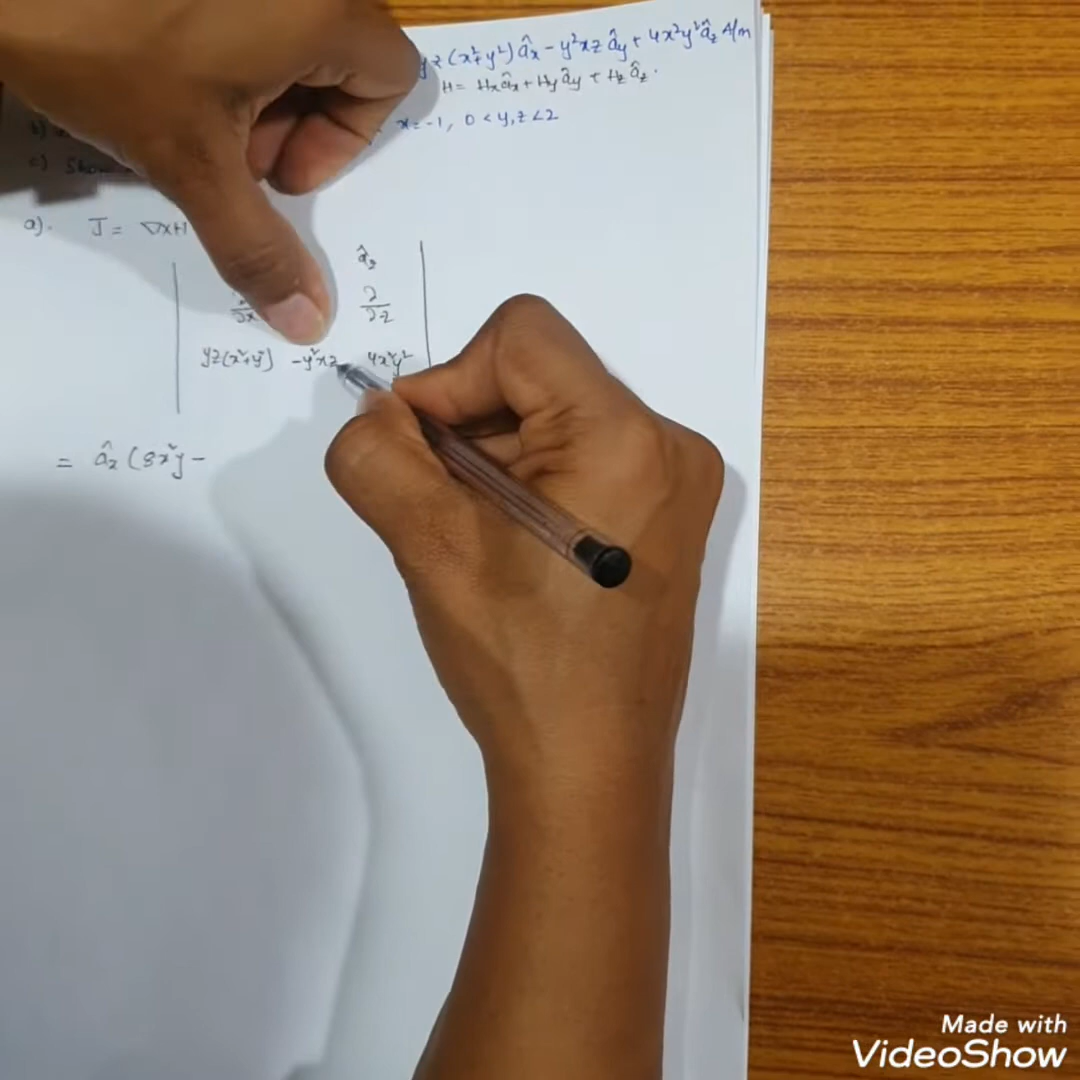 yz (x²+y²) âx - y²xz ây + 4x²y² âz A/m
H = Hx âx + Hy ây + Hz âz.
b)
x = -1, 0 < y, z < 2
c) Show
a). J = ∇×H
âz
∂/∂x ∂/∂z
yz(x²+y²) -y²xz 4x²y²
= âx (8x²y -
Made with
VideoShow